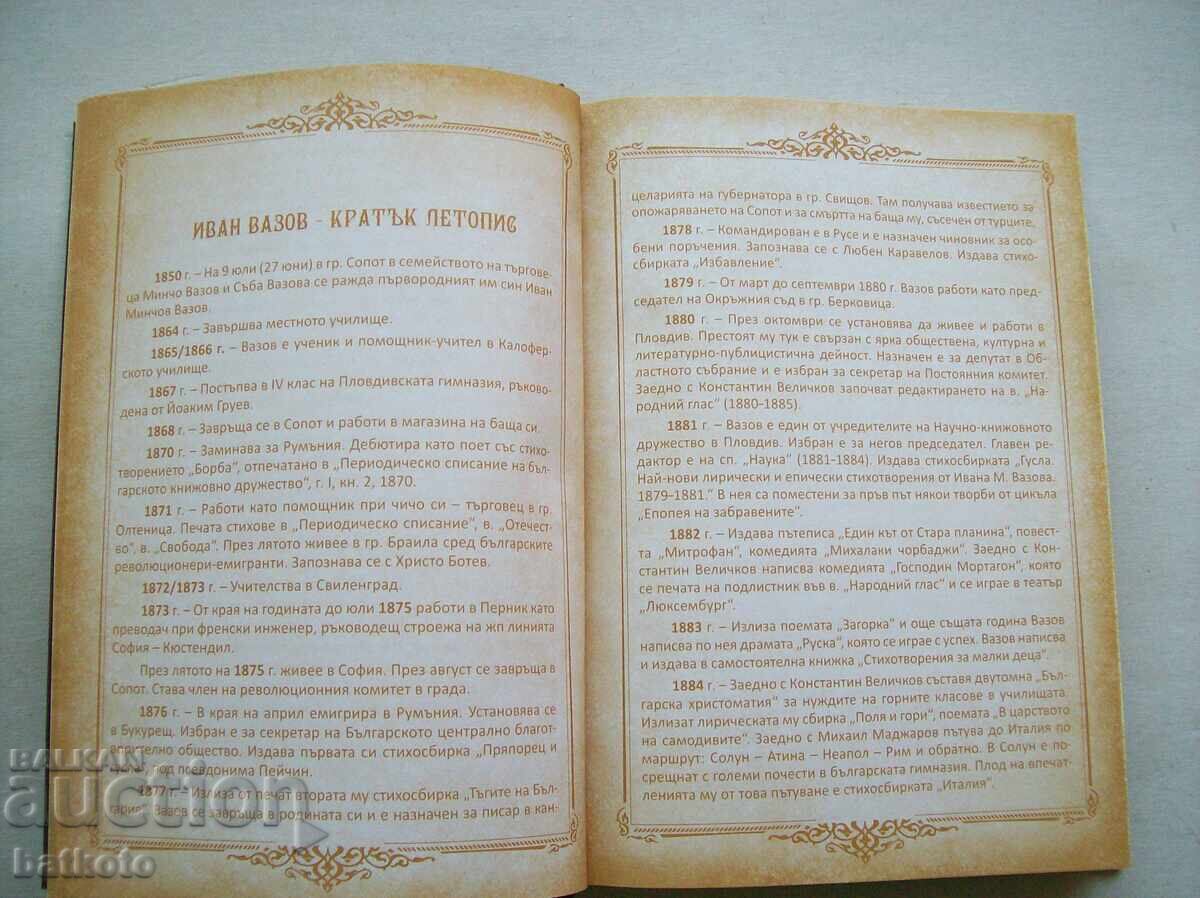 ИВАН ВАЗОВ - КРАТЪК ЛЕТОПИС
1850 г. – На 9 юли (27 юни) в гр. Сопот в семейството на търгове-
ца Минчо Вазов и Съба Вазова се ражда първородният им син Иван
Минчов Вазов.
1864 г. – Завършва местното училище.
1865/1866 г. – Вазов е ученик и помощник-учител в Калофер-
ското училище.
1867 г. – Постъпва в IV клас на Пловдивската гимназия, ръково-
дена от Йоаким Груев.
1868 г. – Завръща се в Сопот и работи в магазина на баща си.
1870 г. – Заминава за Румъния. Дебютира като поет със стихо-
творението „Борба“, отпечатано в „Периодическо списание на бъл-
гарското книжовно дружество“, г. I, кн. 2, 1870.
1871 г. – Работи като помощник при чичо си – търговец в гр.
Олтеница. Печата стихове в „Периодическо списание“, в. „Отечест-
во“, в. „Свобода“. През лятото живее в гр. Браила сред българските
революционери-емигранти. Запознава се с Христо Ботев.
1872/1873 г. – Учителства в Свиленград.
1873 г. – От края на годината до юли 1875 работи в Перник като
преводач при френски инженер, ръководещ строежа на жп линията
София – Кюстендил.
През лятото на 1875 г. живее в София. През август се завръща в
Сопот. Става член на революционния комитет в града.
1876 г. – В края на април емигрира в Румъния. Установява се
в Букурещ. Избран е за секретар на Българското централно благот-
ворително общество. Издава първата си стихосбирка „Пряпорец и
под псевдонима Пейчин.
1877 г. – Излиза от печат втората му стихосбирка „Тъгите на Бъл-
гария“. Вазов се завръща в родината си и е назначен за писар в кан-
целарията на губернатора в гр. Свищов. Там получава известието за
опожаряването на Сопот и за смъртта на баща му, съсечен от турците.
1878 г. – Командирован е в Русе и е назначен чиновник за осо-
бени поръчения. Запознава се с Любен Каравелов. Издава стихо-
сбирката „Избавление“.
1879 г. – От март до септември 1880 г. Вазов работи като пред-
седател на Окръжния съд в гр. Берковица.
1880 г. – През октомври се установява да живее и работи в
Пловдив. Престоят му тук е свързан с ярка обществена, културна и
литературно-публицистична дейност. Назначен е за депутат в Об-
ластното събрание и е избран за секретар на Постоянния комитет.
Заедно с Константин Величков започват редактирането на в. „На-
родний глас“ (1880-1885).
1881 г. – Вазов е един от учредителите на Научно-книжовното
дружество в Пловдив. Избран е за негов председател. Главен ре-
дактор е на сп. „Наука“ (1881-1884). Издава стихосбирката „Гусла.
Най-нови лирически и епически стихотворения от Ивана М. Вазова.
1879–1881.“ В нея са поместени за пръв път някои творби от цикъла
„Епопея на забравените“.
1882 г. – Издава пътеписа „Един кът от Стара планина“, повест-
та „Митрофан“, комедията „Михалаки чорбаджи“. Заедно с Кон-
стантин Величков написва комедията „Господин Мортагон“, която
се печата на подлистник във в. „Народний глас“ и се играе в театър
„Люксембург“.
1883 г. – Излиза поемата „Загорка“ и още същата година Вазов
написва по нея драмата „Руска“, която се играе с успех. Вазов написва
и издава в самостоятелна книжка „Стихотворения за малки деца“.
1884 г. – Заедно с Константин Величков съставя двутомна „Бъл-
гарска христоматия“ за нуждите на горните класове в училищата.
Излизат лирическата му сбирка „Поля и гори“, поемата „В царството
на самодивите“. Заедно с Михаил Маджаров пътува до Италия по
маршрут: Солун – Атина – Неапол – Рим и обратно. В Солун е по-
срещнат с големи почести в българската гимназия. Плод на впечат-
ленията му от това пътуване е стихосбирката „Италия“.
BALKAN
auction
batkoto